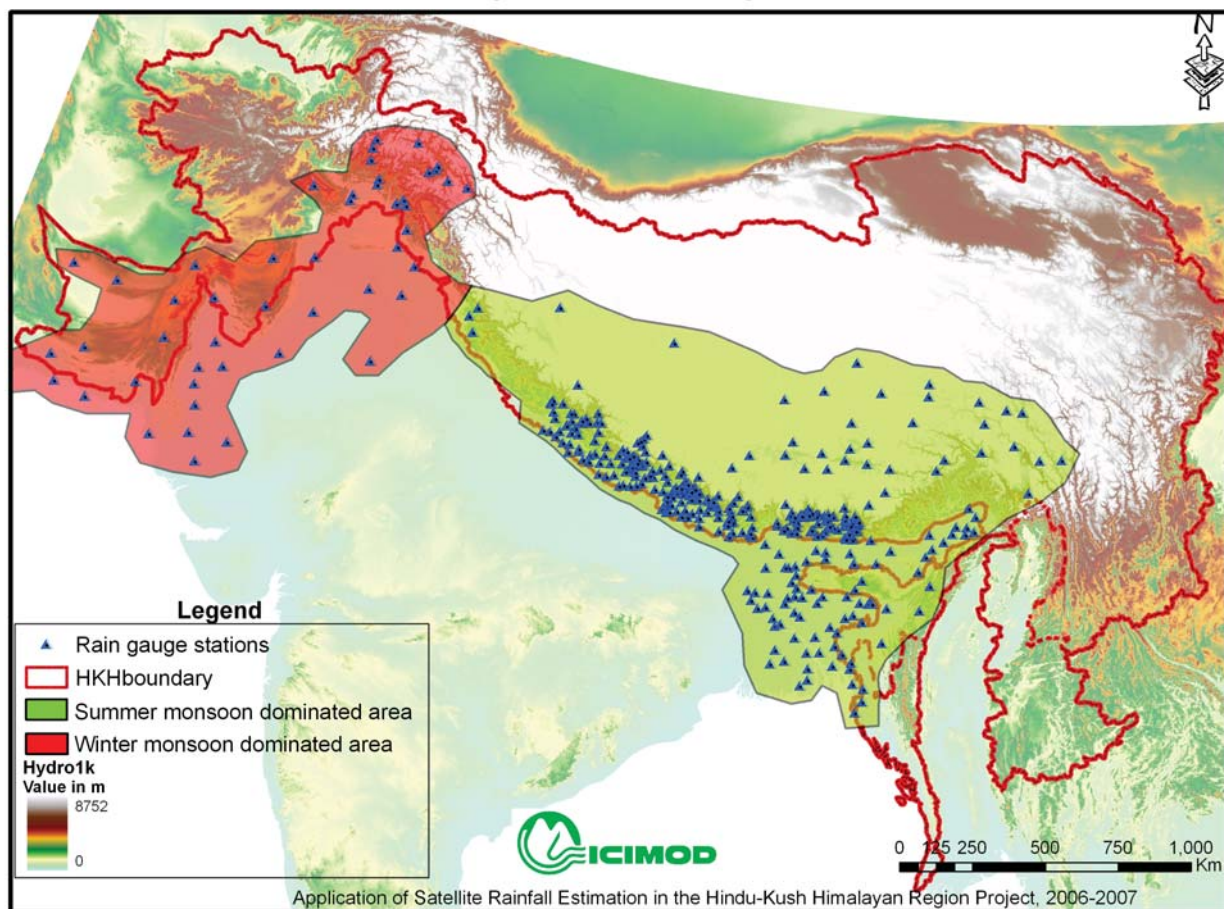 N
Legend
Rain gauge stations
HKHboundary
Summer monsoon dominated area
Winter monsoon dominated area
Hydro1k
Value in m
8752
0
ICIMOD
0 125 250 500 750 1,000
Km
Application of Satellite Rainfall Estimation in the Hindu-Kush Himalayan Region Project, 2006-2007